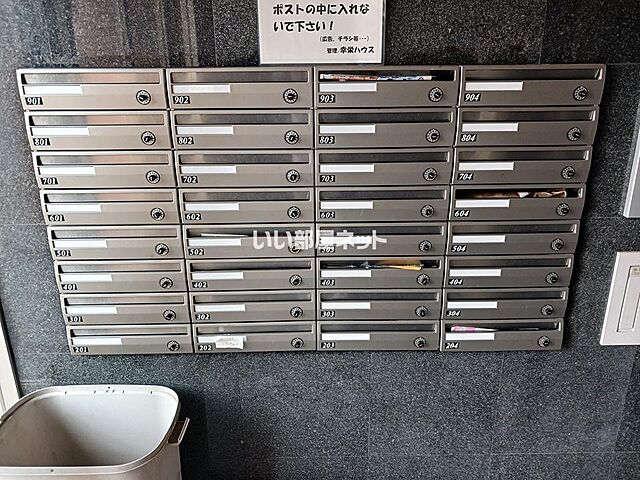 ポストの中に入れな
いで下さい!
(広告、チラシ等・・・)
管理 幸栄ハウス
901 902 903 904
801 802 803 804
701 702 703 704
601 602 603 604
501 502 503 504
いい部屋ネット
401 402 403 404
301 302 303 304
201 202 203 204